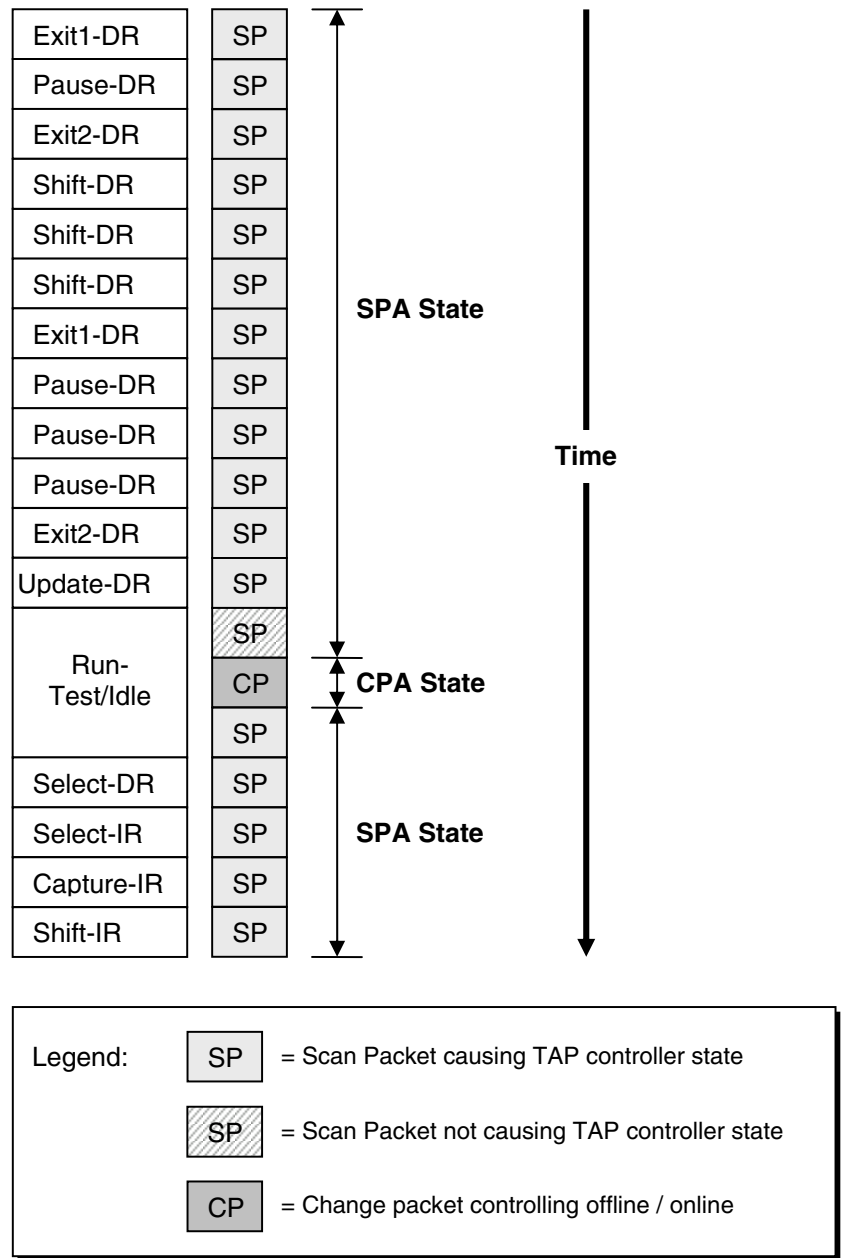 Exit1-DR SP
Pause-DR SP
Exit2-DR SP
Shift-DR SP
Shift-DR SP
Shift-DR SP
SPA State
Exit1-DR SP
Pause-DR SP
Pause-DR SP
Time
Pause-DR SP
Exit2-DR SP
Update-DR SP
SP
Run-
Test/Idle
CP
CPA State
SP
Select-DR SP
Select-IR SP
SPA State
Capture-IR SP
Shift-IR SP
Legend:
SP = Scan Packet causing TAP controller state
SP = Scan Packet not causing TAP controller state
CP = Change packet controlling offline / online